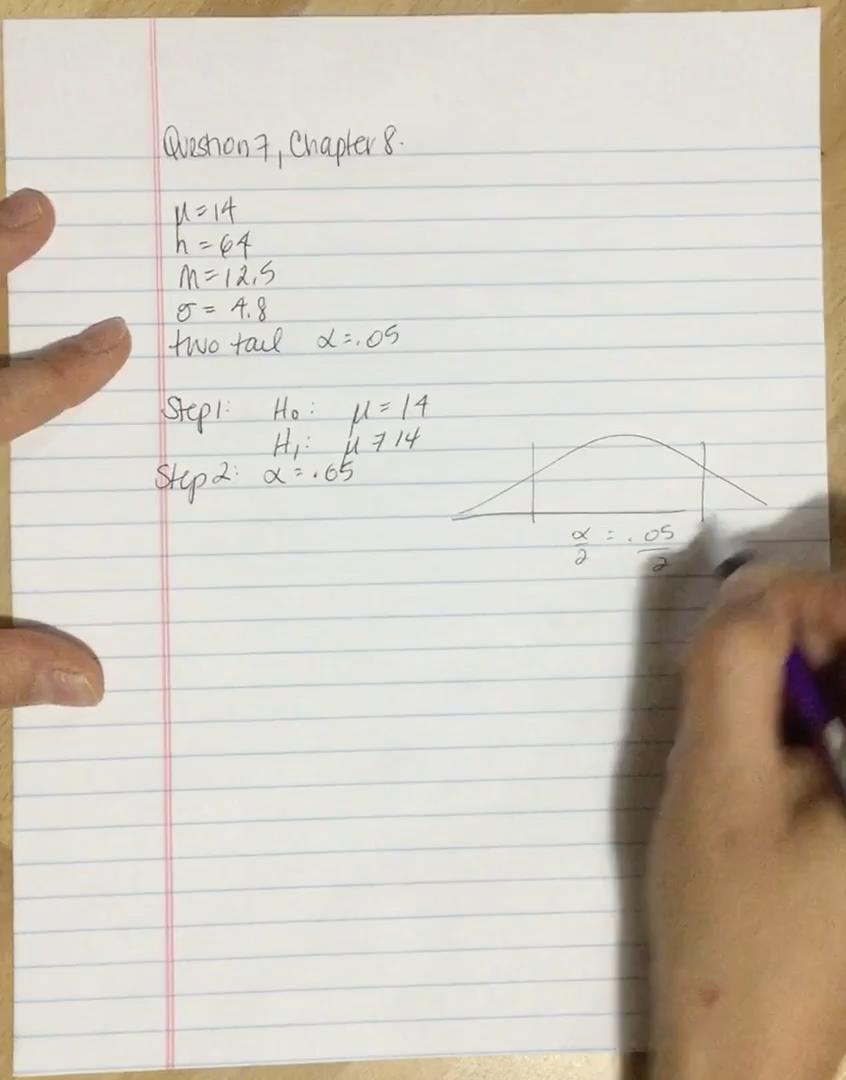 Question 7, Chapter 8.
μ = 14
n = 64
M = 12.5
σ = 4.8
two tail α = .05
Step 1: H₀: μ = 14
H₁: μ ≠ 14
Step 2: α = .05
α/2 = .05/2